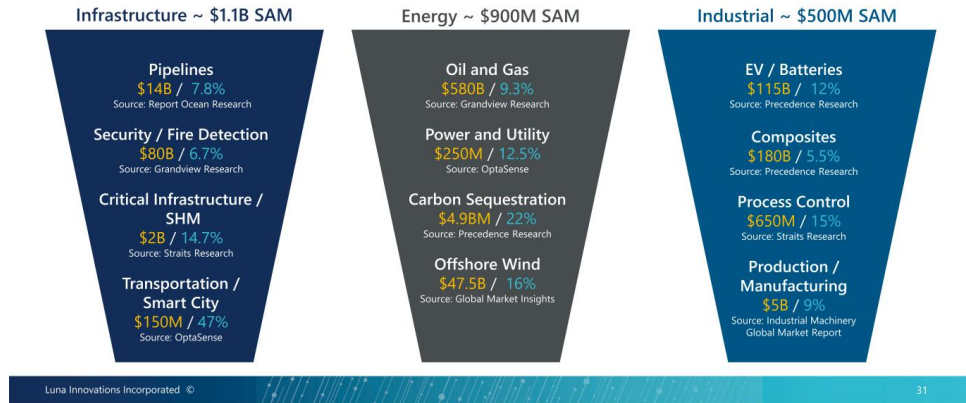 Infrastructure ~ $1.1B SAM
Pipelines
$14B / 7.8%
Source: Report Ocean Research
Security / Fire Detection
$80B / 6.7%
Source: Grandview Research
Critical Infrastructure /
SHM
$2B / 14.7%
Source: Straits Research
Transportation /
Smart City
$150M / 47%
Source: OptaSense
Energy ~ $900M SAM
Oil and Gas
$580B / 9.3%
Source: Grandview Research
Power and Utility
$250M / 12.5%
Source: OptaSense
Carbon Sequestration
$4.9BM / 22%
Source: Precedence Research
Offshore Wind
$47.5B / 16%
Source: Global Market Insights
Industrial ~ $500M SAM
EV / Batteries
$115B / 12%
Source: Precedence Research
Composites
$180B / 5.5%
Source: Precedence Research
Process Control
$650M / 15%
Source: Straits Research
Production /
Manufacturing
$5B / 9%
Source: Industrial Machinery
Global Market Report
Luna Innovations Incorporated ©
31